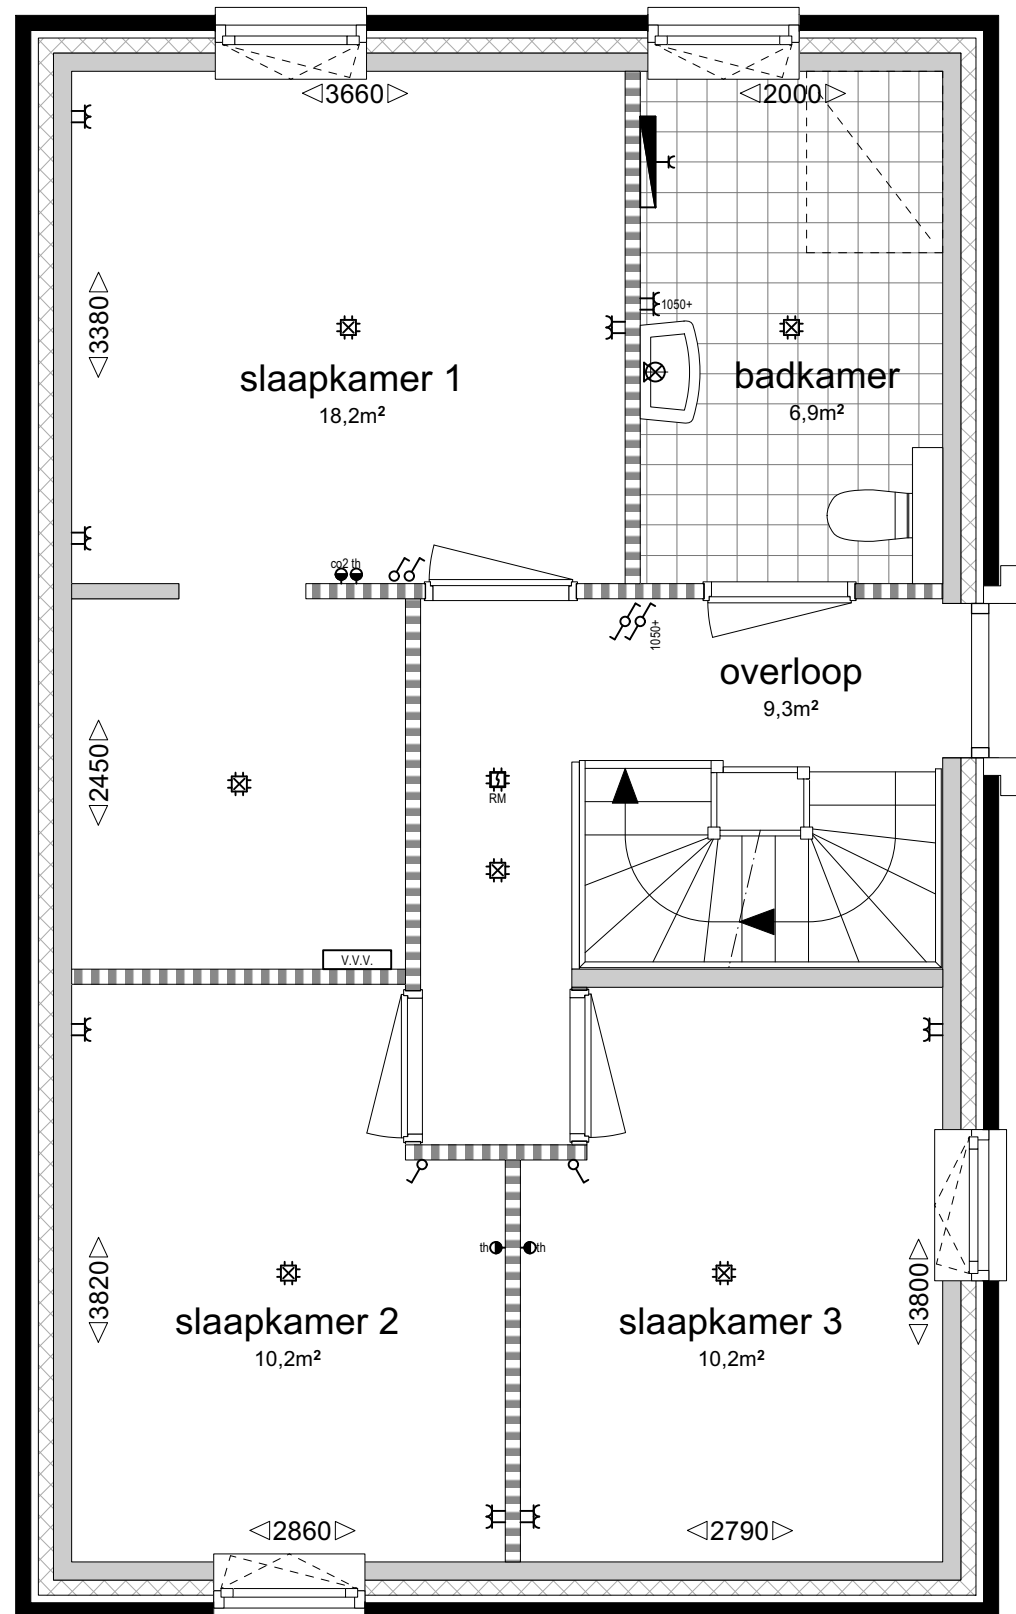 3660
2000
3380
1050+
slaapkamer 1
18,2m²
badkamer
6,9m²
co2 th
1050+
overloop
9,3m²
2450
RM
V.V.V.
th
th
3820
3800
slaapkamer 2
10,2m²
slaapkamer 3
10,2m²
2860
2790